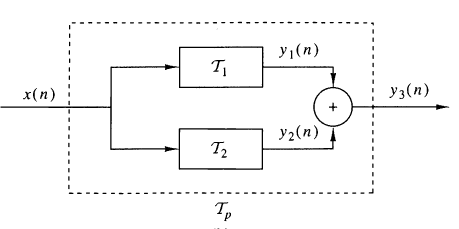 y₁(n)
𝒯₁
x(n)
y₃(n)
+
y₂(n)
𝒯₂
𝒯ₚ